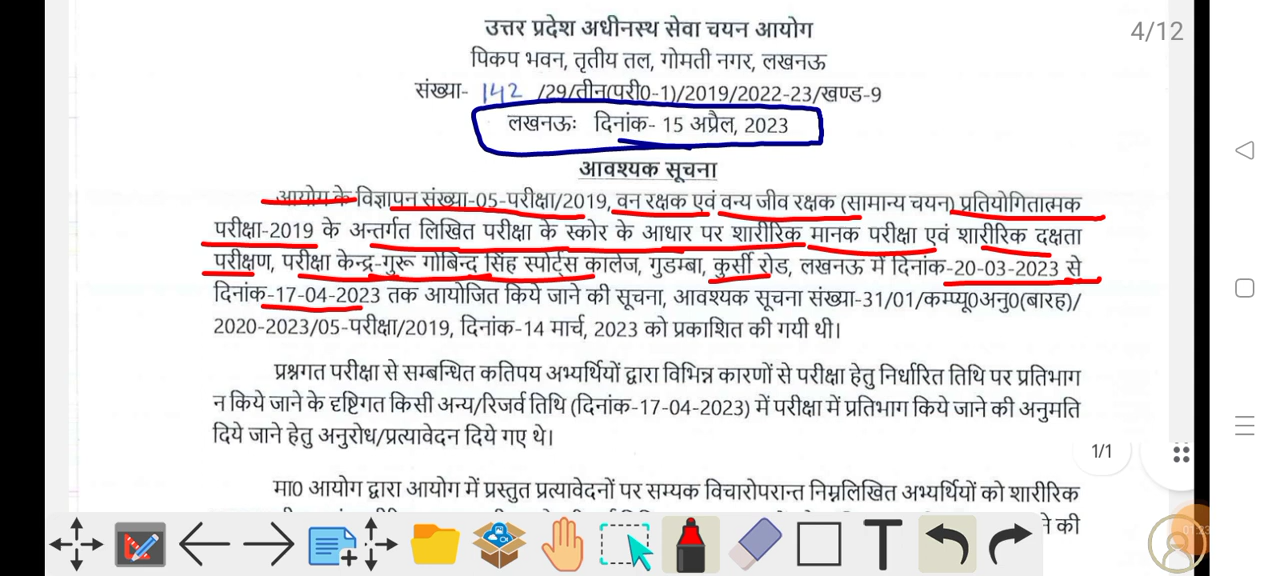 उत्तर प्रदेश अधीनस्थ सेवा चयन आयोग
4/12
पिकप भवन, तृतीय तल, गोमती नगर, लखनऊ
संख्या- 142 /29/तीन(परी0-1)/2019/2022-23/खण्ड-9
लखनऊः दिनांक- 15 अप्रैल, 2023
आवश्यक सूचना
आयोग के विज्ञापन संख्या-05-परीक्षा/2019, वन रक्षक एवं वन्य जीव रक्षक (सामान्य चयन) प्रतियोगितात्मक
परीक्षा-2019 के अन्तर्गत लिखित परीक्षा के स्कोर के आधार पर शारीरिक मानक परीक्षा एवं शारीरिक दक्षता
परीक्षण, परीक्षा केन्द्र-गुरू गोबिन्द सिंह स्पोर्ट्स कालेज, गुडम्बा, कुर्सी रोड, लखनऊ में दिनांक-20-03-2023 से
दिनांक-17-04-2023 तक आयोजित किये जाने की सूचना, आवश्यक सूचना संख्या-31/01/कम्प्यू0अनु0(बारह)/
2020-2023/05-परीक्षा/2019, दिनांक-14 मार्च, 2023 को प्रकाशित की गयी थी।
प्रश्नगत परीक्षा से सम्बन्धित कतिपय अभ्यर्थियों द्वारा विभिन्न कारणों से परीक्षा हेतु निर्धारित तिथि पर प्रतिभाग
न किये जाने के दृष्टिगत किसी अन्य/रिजर्व तिथि (दिनांक-17-04-2023) में परीक्षा में प्रतिभाग किये जाने की अनुमति
दिये जाने हेतु अनुरोध/प्रत्यावेदन दिये गए थे।
1/1
मा0 आयोग द्वारा आयोग में प्रस्तुत प्रत्यावेदनों पर सम्यक विचारोपरान्त निम्नलिखित अभ्यर्थियों को शारीरिक
ने की
T